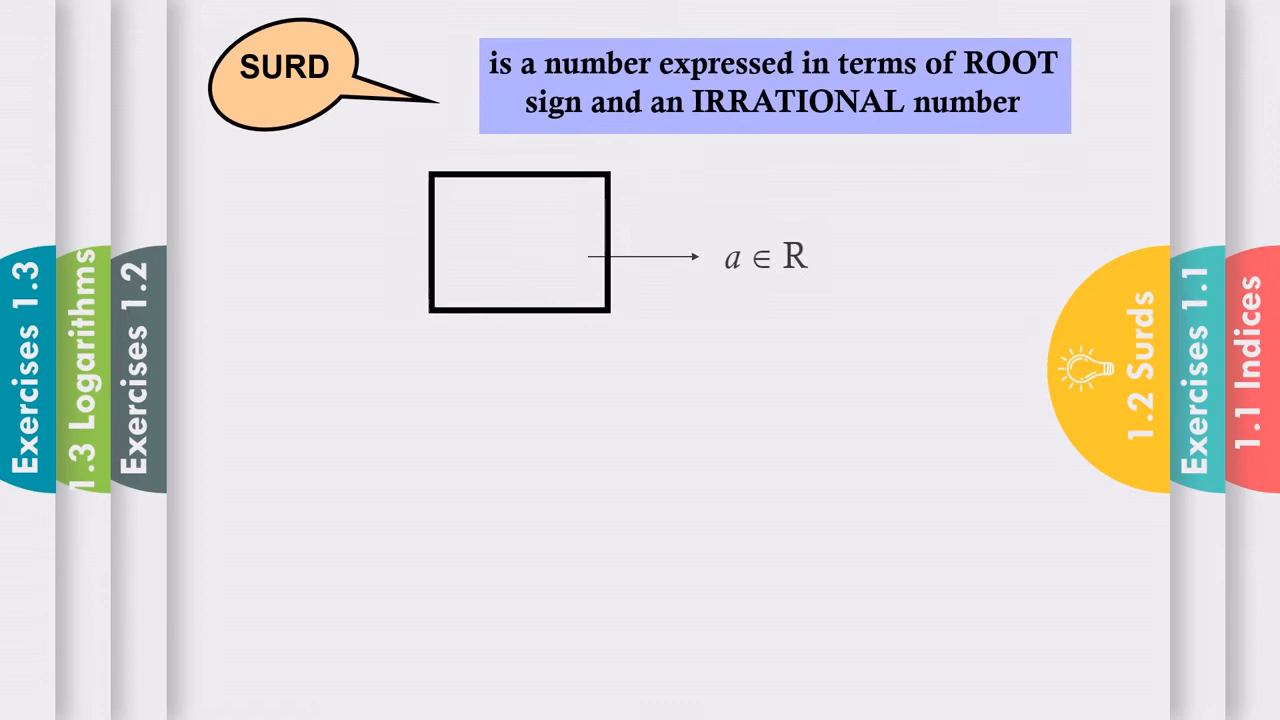 SURD
is a number expressed in terms of ROOT
sign and an IRRATIONAL number
a ∈ R
Exercises 1.3
1.3 Logarithms
Exercises 1.2
1.2 Surds
Exercises 1.1
1.1 Indices